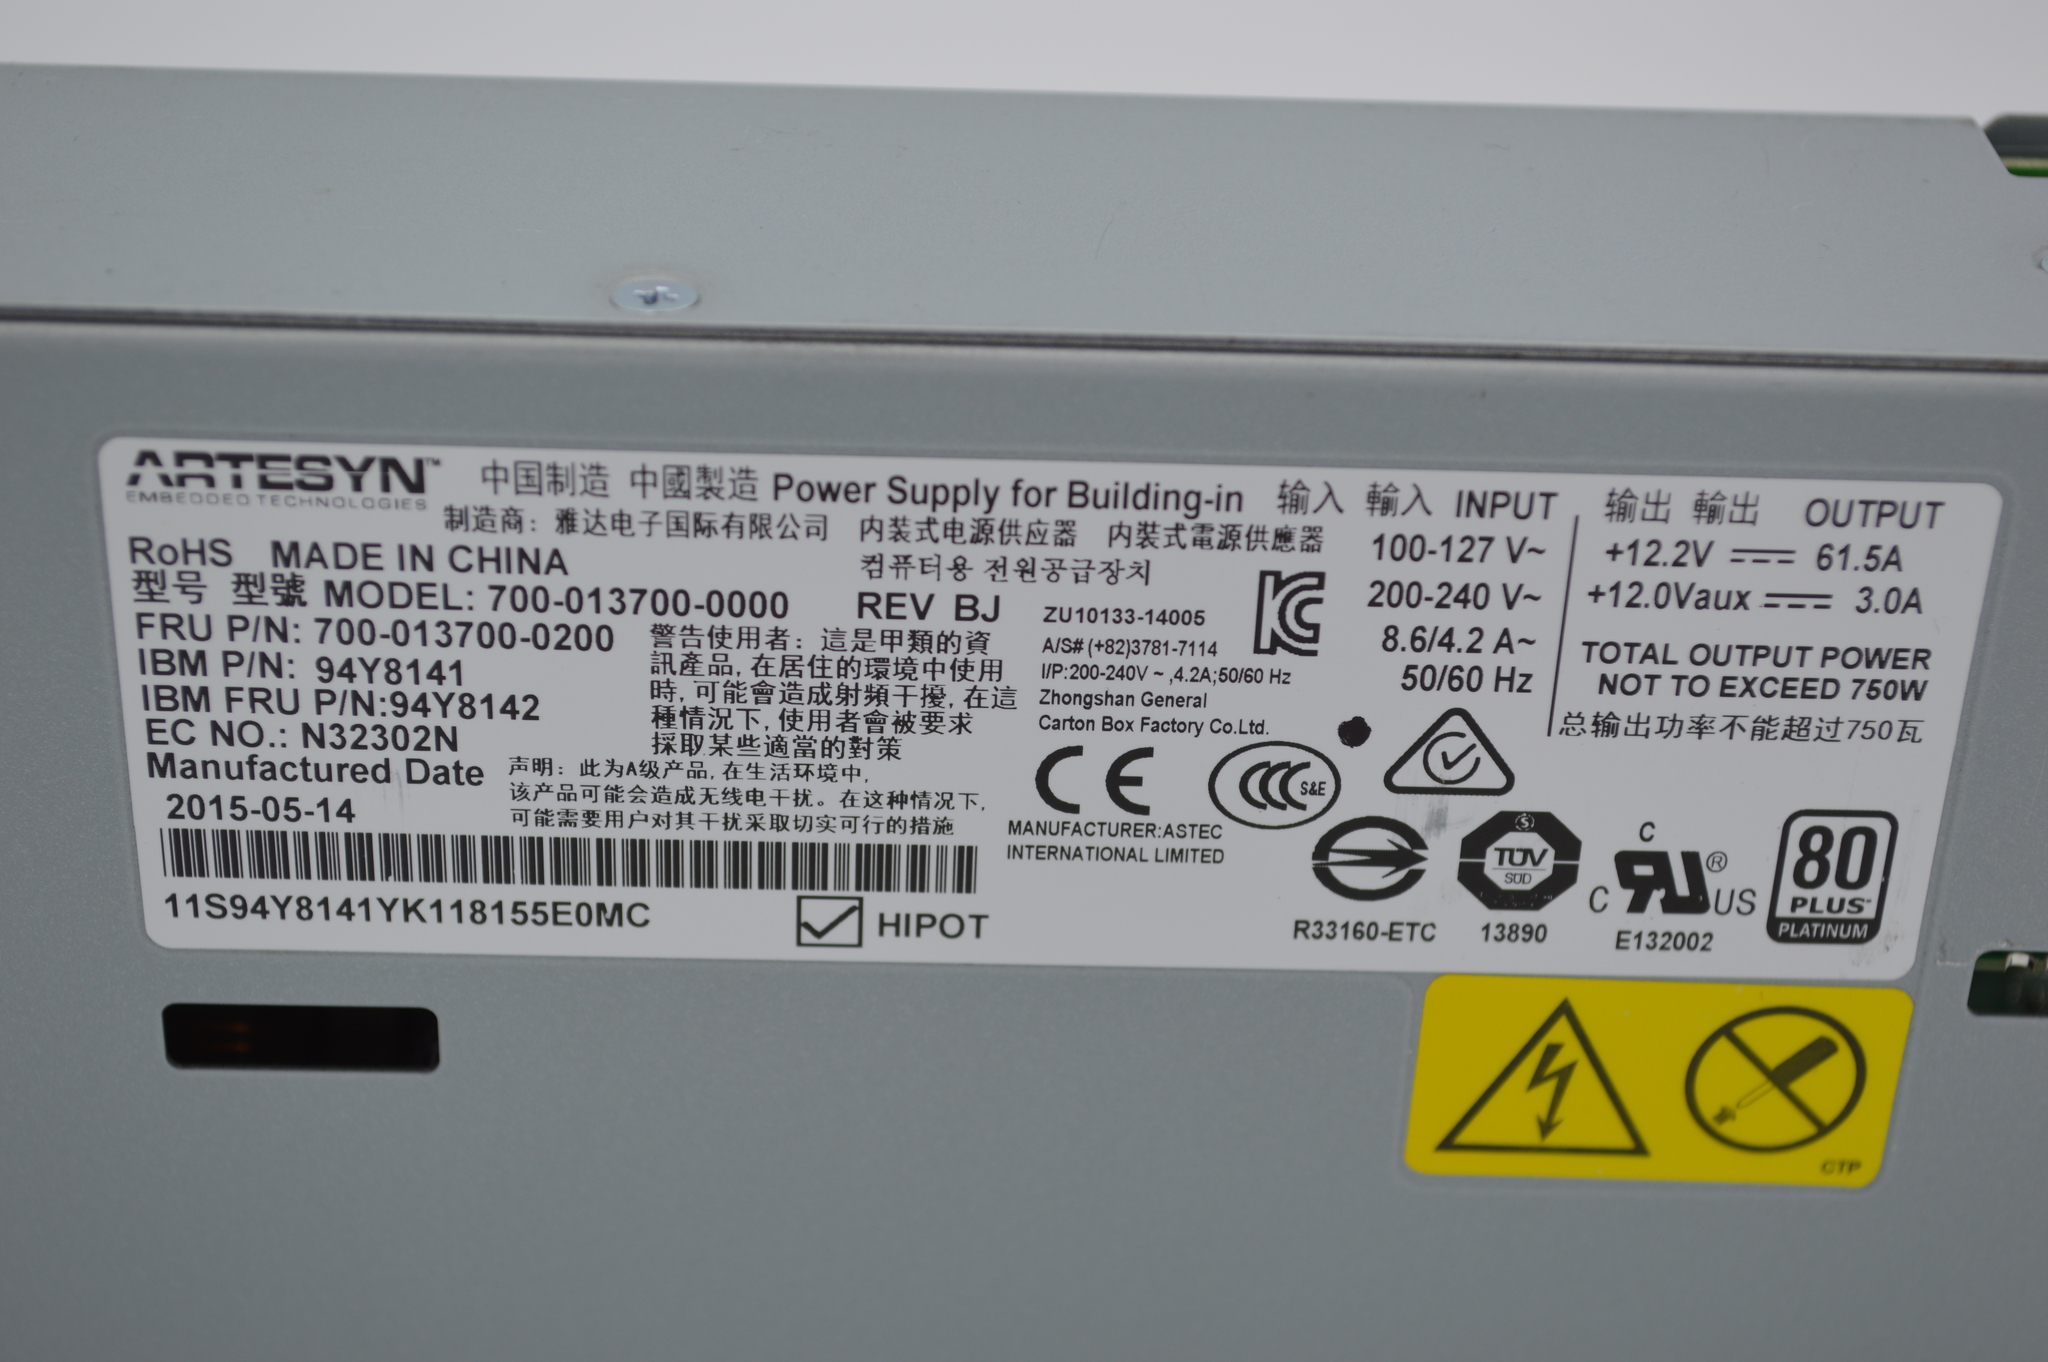 ARTESYN™
EMBEDDED TECHNOLOGIES
中国制造 中國製造 Power Supply for Building-in
制造商: 雅达电子国际有限公司 内装式电源供应器 内裝式電源供應器
컴퓨터용 전원공급장치
RoHS MADE IN CHINA
型号 型號 MODEL: 700-013700-0000 REV BJ
FRU P/N: 700-013700-0200
IBM P/N: 94Y8141
IBM FRU P/N:94Y8142
EC NO.: N32302N
Manufactured Date
2015-05-14
警告使用者: 這是甲類的資
訊產品, 在居住的環境中使用
時, 可能會造成射頻干擾, 在這
種情況下, 使用者會被要求
採取某些適當的對策
声明: 此为A级产品, 在生活环境中,
该产品可能会造成无线电干扰。在这种情况下,
可能需要用户对其干扰采取切实可行的措施
11S94Y8141YK118155E0MC
HIPOT
ZU10133-14005
A/S# (+82)3781-7114
I/P:200-240V ~ ,4.2A;50/60 Hz
Zhongshan General
Carton Box Factory Co.Ltd.
CE
CCC S&E
MANUFACTURER:ASTEC
INTERNATIONAL LIMITED
输入 輸入 INPUT
100-127 V~
200-240 V~
8.6/4.2 A~
50/60 Hz
输出 輸出 OUTPUT
+12.2V 61.5A
+12.0Vaux 3.0A
TOTAL OUTPUT POWER
NOT TO EXCEED 750W
总输出功率不能超过750瓦
R33160-ETC
TÜV
SÜD
13890
C
C RU ® US
E132002
80
PLUS
PLATINUM
CTP